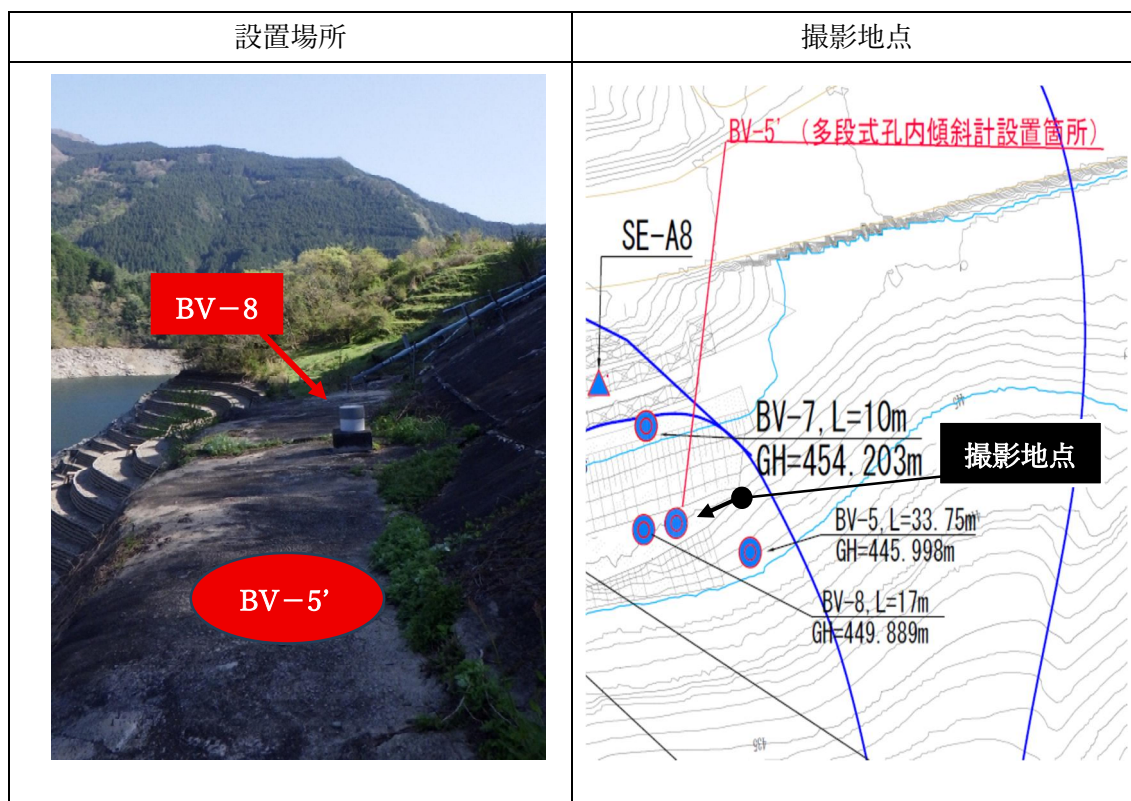 設置場所
撮影地点
BV－8
BV－5’
BV-5' (多段式孔内傾斜計設置箇所)
SE-A8
BV-7, L=10m
GH=454.203m
撮影地点
BV-5, L=33.75m
GH=445.998m
BV-8, L=17m
GH=449.889m
445
435